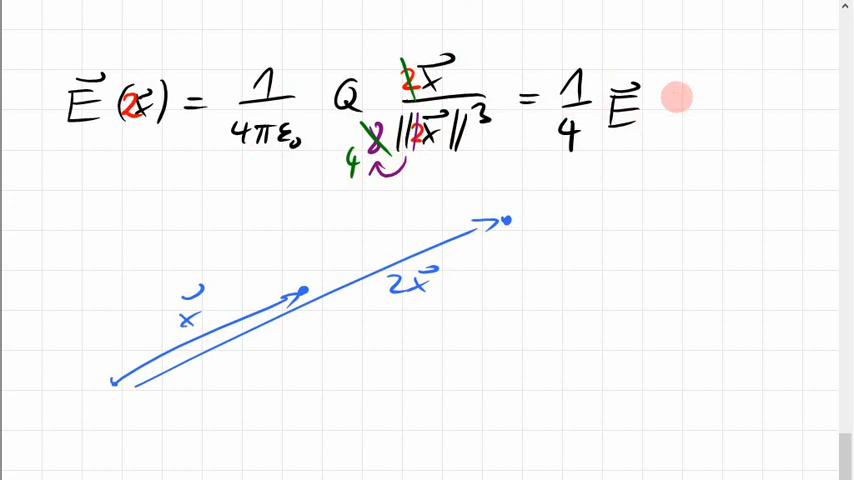 E⃗(2x⃗) = 1/(4πε₀) Q 2x⃗/(8 4 ||2x⃗||³) = 1/4 E⃗
x⃗
2x⃗